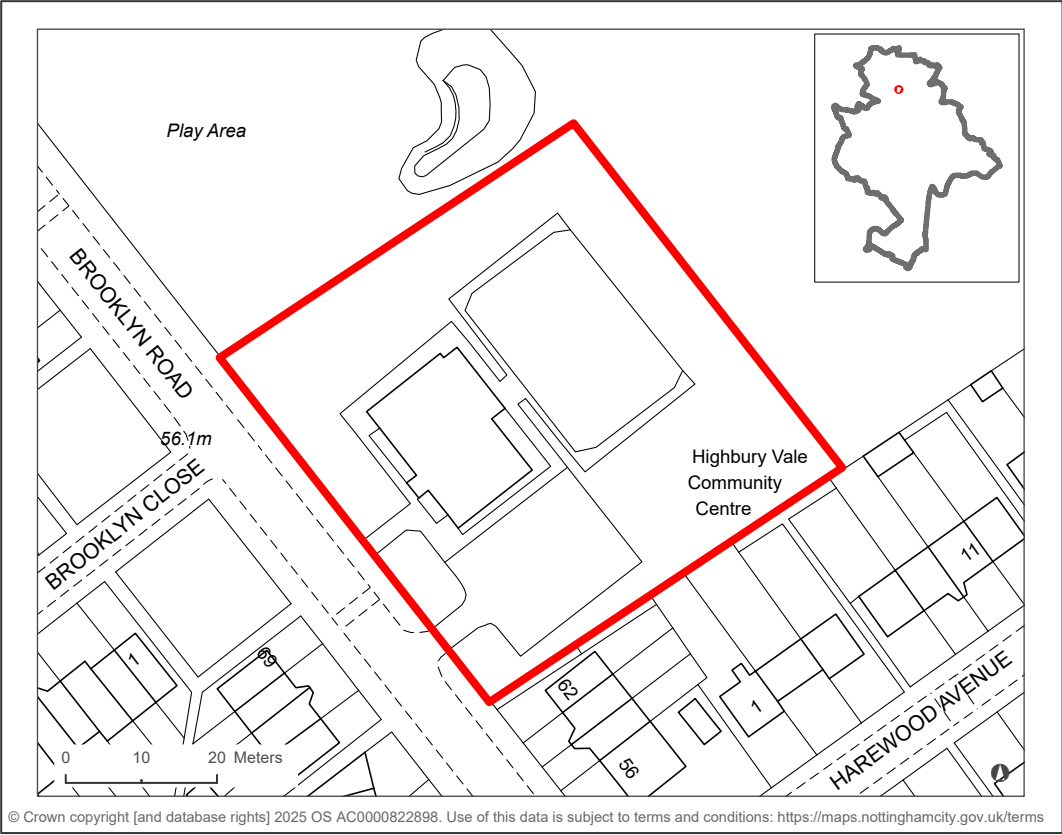 Play Area
BROOKLYN ROAD
56.1m
BROOKLYN CLOSE
Highbury Vale
Community
Centre
11
1
69
62
1
56
HAREWOOD AVENUE
0 10 20 Meters
© Crown copyright [and database rights] 2025 OS AC0000822898. Use of this data is subject to terms and conditions: https://maps.nottinghamcity.gov.uk/terms